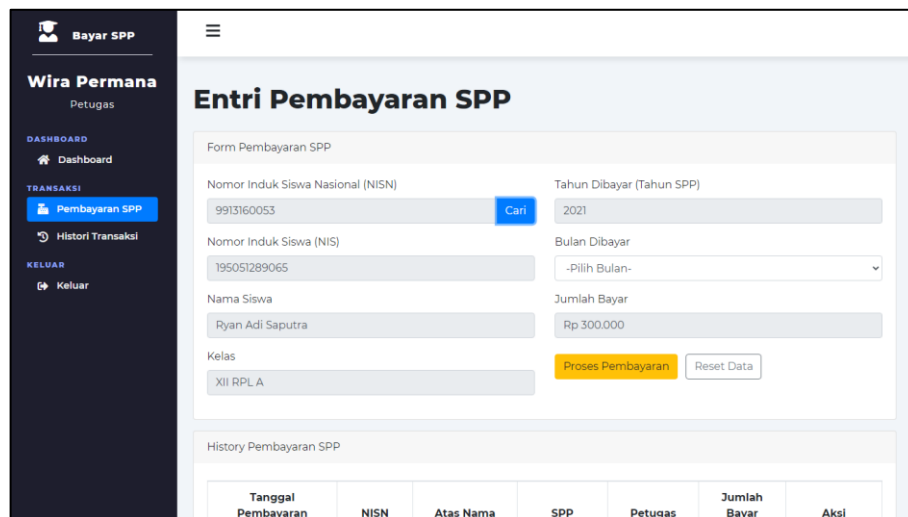 Bayar SPP
Wira Permana
Petugas
DASHBOARD
Dashboard
TRANSAKSI
Pembayaran SPP
Histori Transaksi
KELUAR
Keluar
Entri Pembayaran SPP
Form Pembayaran SPP
Nomor Induk Siswa Nasional (NISN)
9913160053 Cari
Nomor Induk Siswa (NIS)
195051289065
Nama Siswa
Ryan Adi Saputra
Kelas
XII RPL A
Tahun Dibayar (Tahun SPP)
2021
Bulan Dibayar
-Pilih Bulan-
Jumlah Bayar
Rp 300.000
Proses Pembayaran Reset Data
History Pembayaran SPP
Tanggal Pembayaran NISN Atas Nama SPP Petugas Jumlah Bayar Aksi